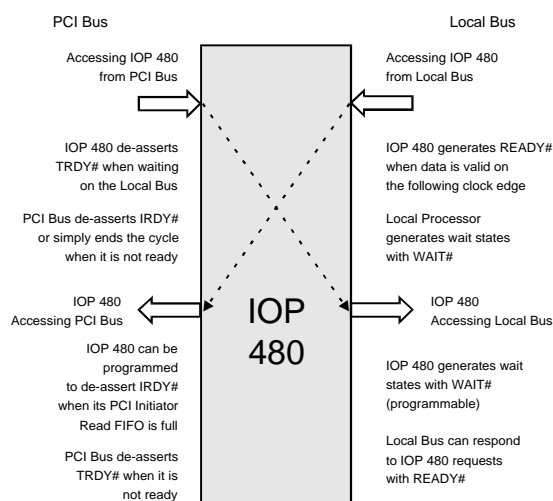 PCI Bus
Local Bus
Accessing IOP 480
from PCI Bus
Accessing IOP 480
from Local Bus
IOP 480 de-asserts
TRDY# when waiting
on the Local Bus
IOP 480 generates READY#
when data is valid on
the following clock edge
PCI Bus de-asserts IRDY#
or simply ends the cycle
when it is not ready
Local Processor
generates wait states
with WAIT#
IOP 480
Accessing PCI Bus
IOP
480
IOP 480
Accessing Local Bus
IOP 480 can be
programmed
to de-assert IRDY#
when its PCI Initiator
Read FIFO is full
IOP 480 generates wait
states with WAIT#
(programmable)
PCI Bus de-asserts
TRDY# when it is
not ready
Local Bus can respond
to IOP 480 requests
with READY#